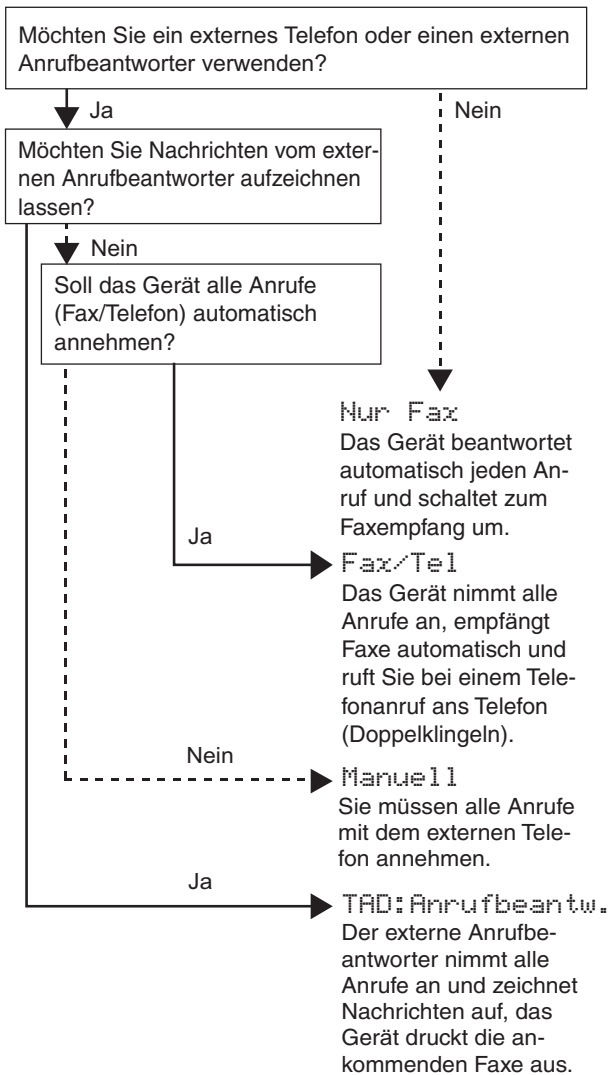 Möchten Sie ein externes Telefon oder einen externen
Anrufbeantworter verwenden?
Ja
Nein
Möchten Sie Nachrichten vom exter-
nen Anrufbeantworter aufzeichnen
lassen?
Nein
Soll das Gerät alle Anrufe
(Fax/Telefon) automatisch
annehmen?
Nur Fax
Das Gerät beantwortet
automatisch jeden An-
ruf und schaltet zum
Faxempfang um.
Ja
Fax/Tel
Das Gerät nimmt alle
Anrufe an, empfängt
Faxe automatisch und
ruft Sie bei einem Tele-
fonanruf ans Telefon
(Doppelklingeln).
Nein
Manuell
Sie müssen alle Anrufe
mit dem externen Tele-
fon annehmen.
Ja
TAD:Anrufbeantw.
Der externe Anrufbe-
antworter nimmt alle
Anrufe an und zeichnet
Nachrichten auf, das
Gerät druckt die an-
kommenden Faxe aus.